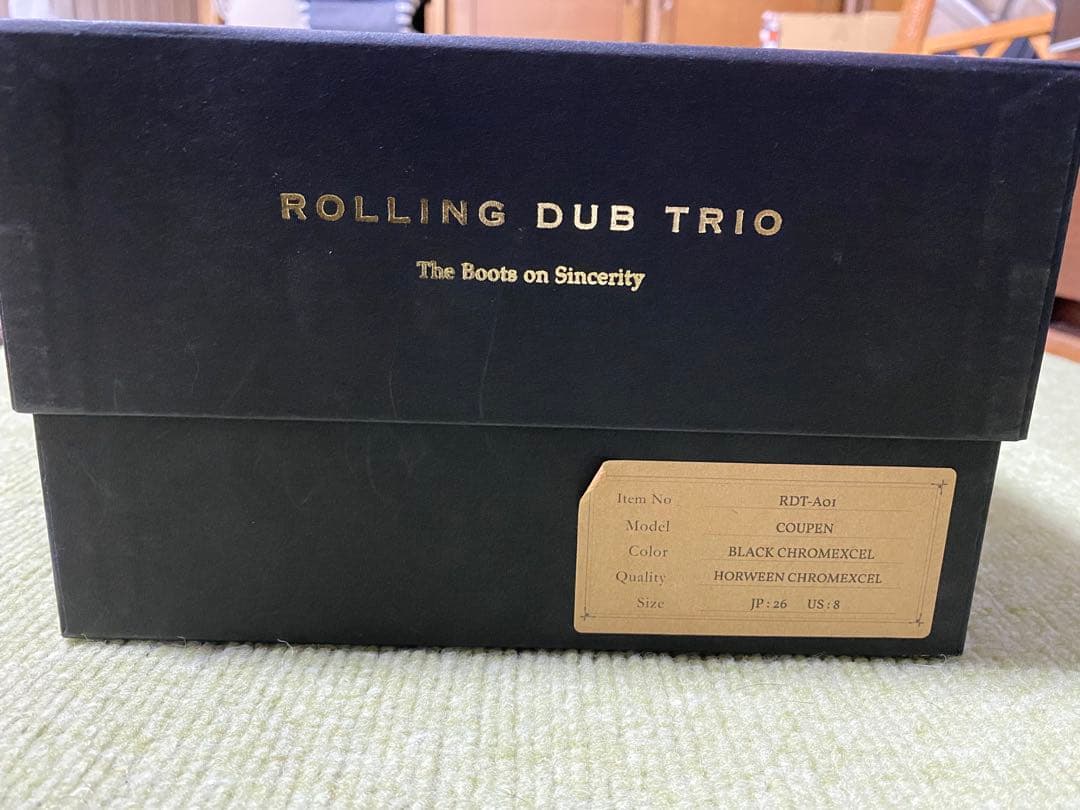 ROLLING DUB TRIO
The Boots on Sincerity
Item No RDT-A01
Model COUPEN
Color BLACK CHROMEXCEL
Quality HORWEEN CHROMEXCEL
Size JP : 26 US : 8